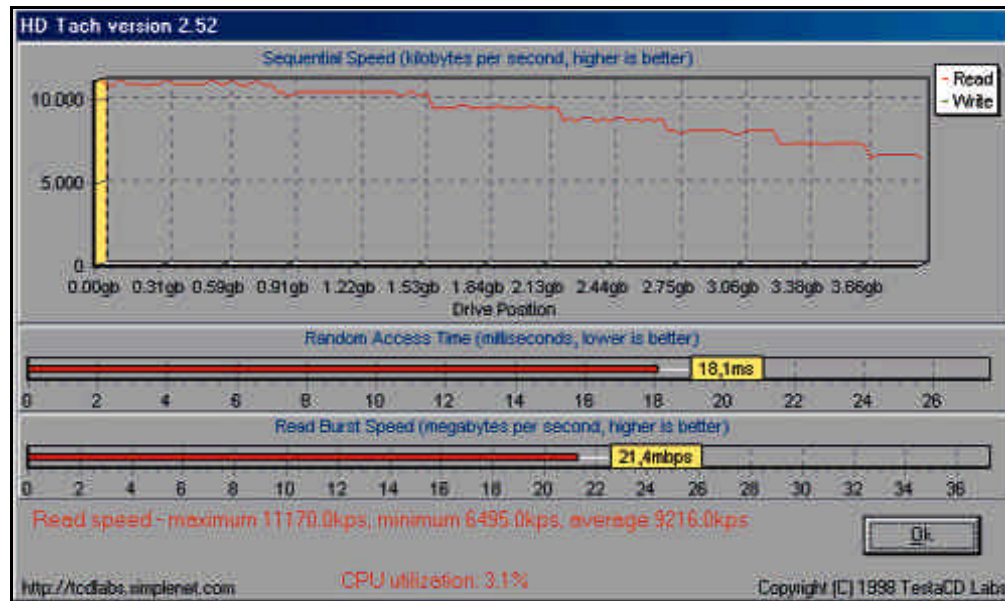 HD Tach version 2.52
Sequential Speed (kilobytes per second, higher is better)
Read
Write
10.000
5.000
0
0.00gb 0.31gb 0.59gb 0.91gb 1.22gb 1.53gb 1.84gb 2.13gb 2.44gb 2.75gb 3.06gb 3.38gb 3.66gb
Drive Position
Random Access Time (milliseconds, lower is better)
18,1ms
0 2 4 6 8 10 12 14 16 18 20 22 24 26
Read Burst Speed (megabytes per second, higher is better)
21,4mbps
0 2 4 6 8 10 12 14 16 18 20 22 24 26 28 30 32 34 36
Read speed - maximum 11170.0kps, minimum 6495.0kps, average 9216.0kps
Ok
CPU utilization: 3.1%
http://tcdlabs.simplenet.com
Copyright (C) 1998 TestaCD Labs